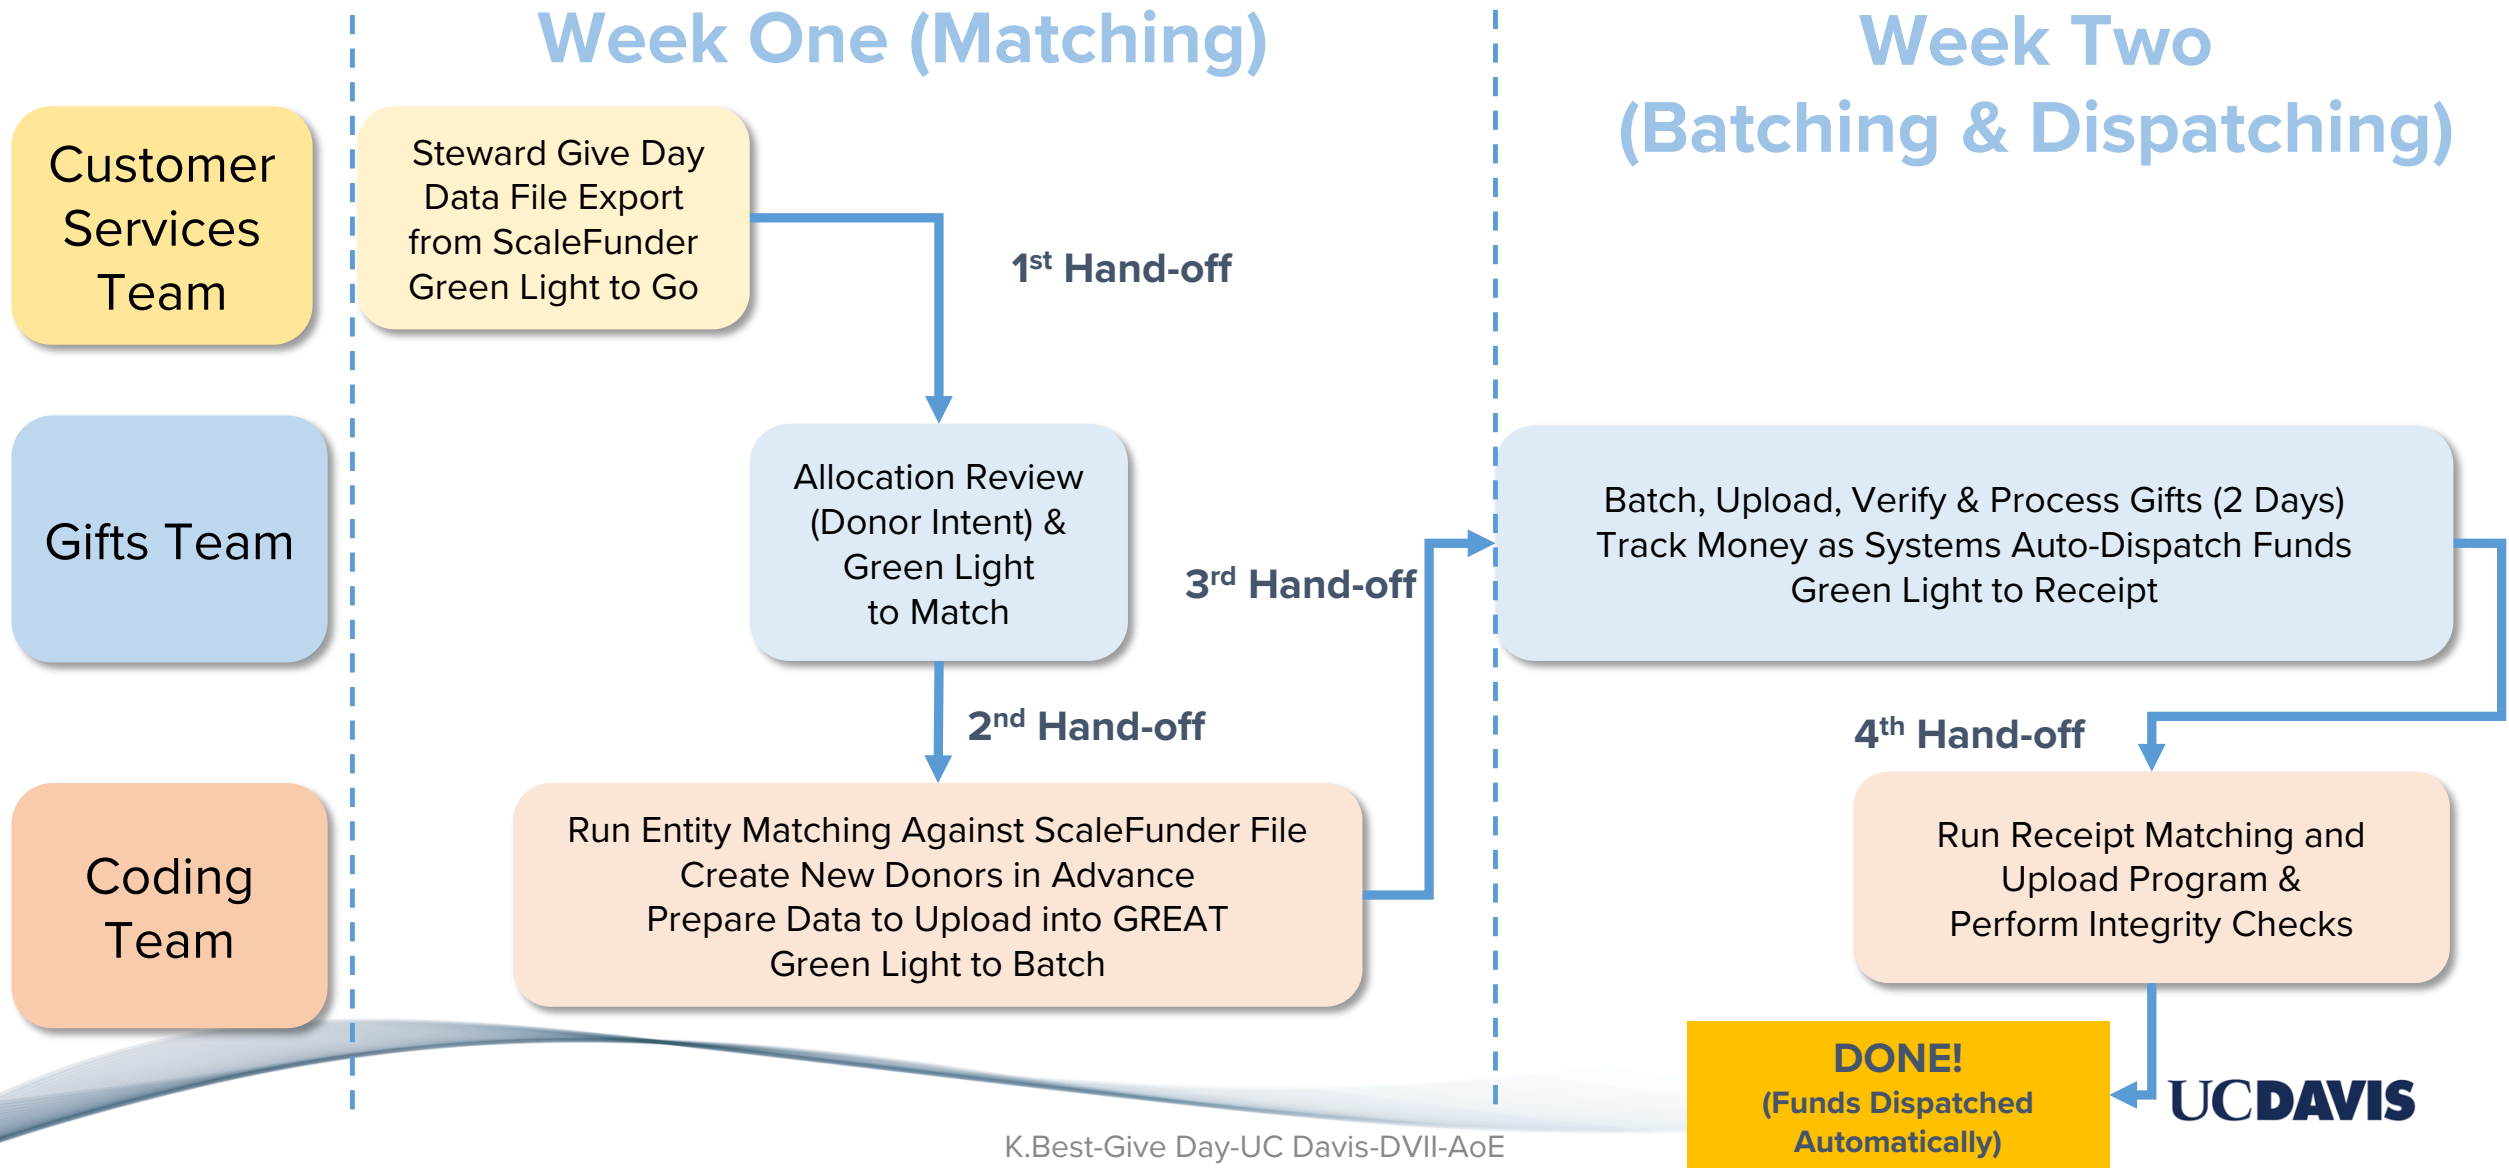 Week One (Matching)
Week Two
(Batching & Dispatching)
Customer
Services
Team
Steward Give Day
Data File Export
from ScaleFunder
Green Light to Go
1st Hand-off
Gifts Team
Allocation Review
(Donor Intent) &
Green Light
to Match
3rd Hand-off
Batch, Upload, Verify & Process Gifts (2 Days)
Track Money as Systems Auto-Dispatch Funds
Green Light to Receipt
2nd Hand-off
4th Hand-off
Coding
Team
Run Entity Matching Against ScaleFunder File
Create New Donors in Advance
Prepare Data to Upload into GREAT
Green Light to Batch
Run Receipt Matching and
Upload Program &
Perform Integrity Checks
DONE!
(Funds Dispatched
Automatically)
UCDAVIS
K.Best-Give Day-UC Davis-DVII-AoE